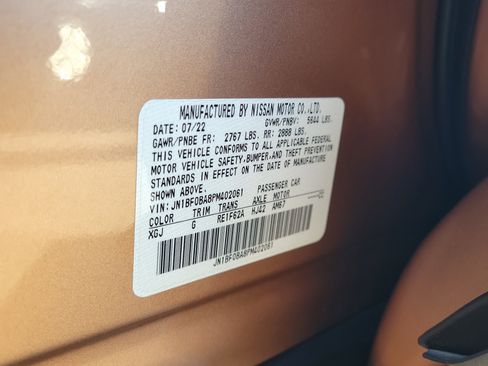 MANUFACTURED BY NISSAN MOTOR CO.,LTD.
DATE: 07/22 GVWR/PNBV: 5644 LBS.
GAWR/PNBE FR: 2767 LBS. RR: 2888 LBS.
THIS VEHICLE CONFORMS TO ALL APPLICABLE FEDERAL
MOTOR VEHICLE SAFETY,BUMPER,AND THEFT PREVENTION
STANDARDS IN EFFECT ON THE DATE OF MANUFACTURE
SHOWN ABOVE.
VIN: JN1BF0BA8PM402061 PASSENGER CAR
COLOR TRIM TRANS AXLE MOTOR
XGJ G RE1F62A HJ42 AM67
JN1BF0BA8PM402061